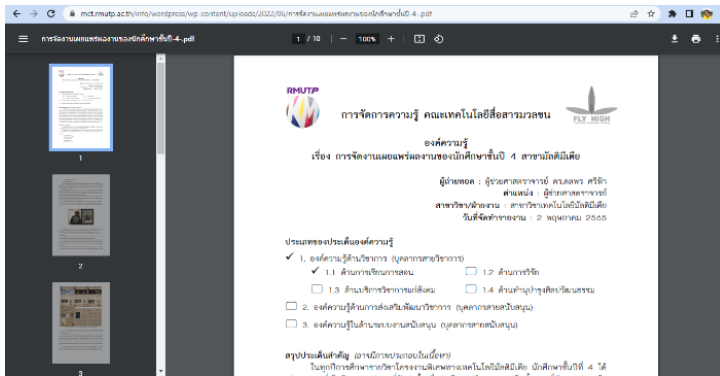 mct.rmutp.ac.th/info/wordpress/wp-content/uploads/2022/06/การจัดงานเผยแพร่ผลงานของนักศึกษาชั้นปี-4-.pdf
การจัดงานเผยแพร่ผลงานของนักศึกษาชั้นปี-4-.pdf
1 / 10
100%
1
2
3
RMUTP
การจัดการความรู้ คณะเทคโนโลยีสื่อสารมวลชน
FLY HIGH
องค์ความรู้
เรื่อง การจัดงานเผยแพร่ผลงานของนักศึกษาชั้นปี 4 สาขามัลติมีเดีย
ผู้ถ่ายทอด : ผู้ช่วยศาสตราจารย์ ดร.ดลพร ศรีฟ้า
ตำแหน่ง : ผู้ช่วยศาสตราจารย์
สาขาวิชา/ฝ่ายงาน : สาขาวิชาเทคโนโลยีมัลติมีเดีย
วันที่จัดทำรายงาน : 2 พฤษภาคม 2565
ประเภทของประเด็นองค์ความรู้
✓ 1. องค์ความรู้ด้านวิชาการ (บุคลากรสายวิชาการ)
✓ 1.1 ด้านการเรียนการสอน
1.2 ด้านการวิจัย
1.3 ด้านบริการวิชาการแก่สังคม
1.4 ด้านทำนุบำรุงศิลปวัฒนธรรม
2. องค์ความรู้ด้านการส่งเสริมพัฒนาวิชาการ (บุคลากรสายสนับสนุน)
3. องค์ความรู้ในด้านระบบงานสนับสนุน (บุคลากรสายสนับสนุน)
สรุปประเด็นสำคัญ (อาจมีภาพประกอบในเนื้อหา)
ในทุกปีการศึกษารายวิชาโครงงานพิเศษทางเทคโนโลยีมัลติมีเดีย นักศึกษาชั้นปีที่ 4 ได้